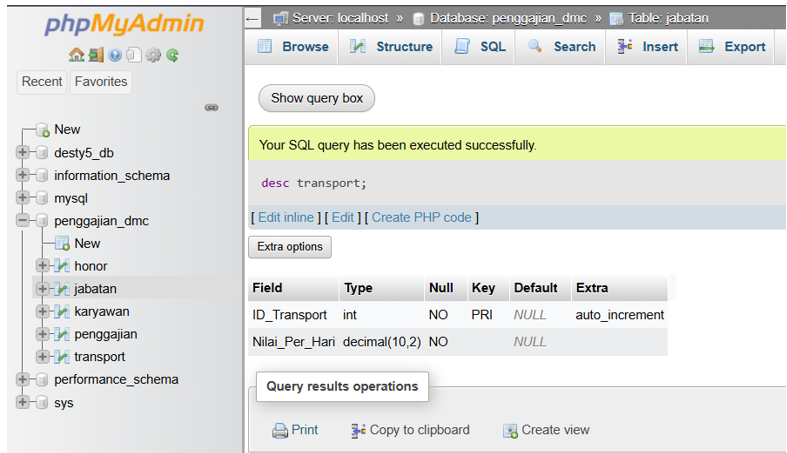 phpMyAdmin
Recent Favorites
New
desty5_db
information_schema
mysql
penggajian_dmc
New
honor
jabatan
karyawan
penggajian
transport
performance_schema
sys
Server: localhost » Database: penggajian_dmc » Table: jabatan
Browse Structure SQL Search Insert Export
Show query box
Your SQL query has been executed successfully.
desc transport;
[ Edit inline ] [ Edit ] [ Create PHP code ]
Extra options
Field Type Null Key Default Extra
ID_Transport int NO PRI NULL auto_increment
Nilai_Per_Hari decimal(10,2) NO NULL
Query results operations
Print Copy to clipboard Create view